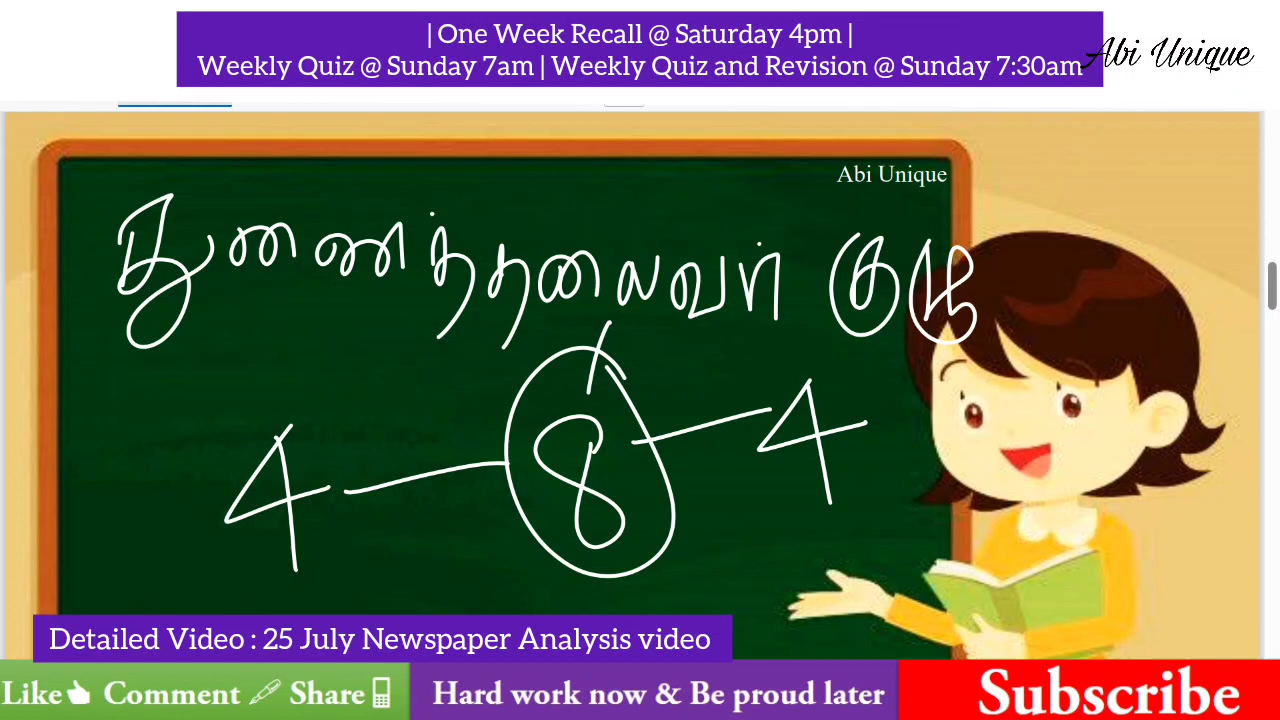 | One Week Recall @ Saturday 4pm |
Weekly Quiz @ Sunday 7am | Weekly Quiz and Revision @ Sunday 7:30am
Abi Unique
Abi Unique
துணைத்தலைவர் குழு
8
4 4
Detailed Video : 25 July Newspaper Analysis video
Like Comment Share Hard work now & Be proud later Subscribe